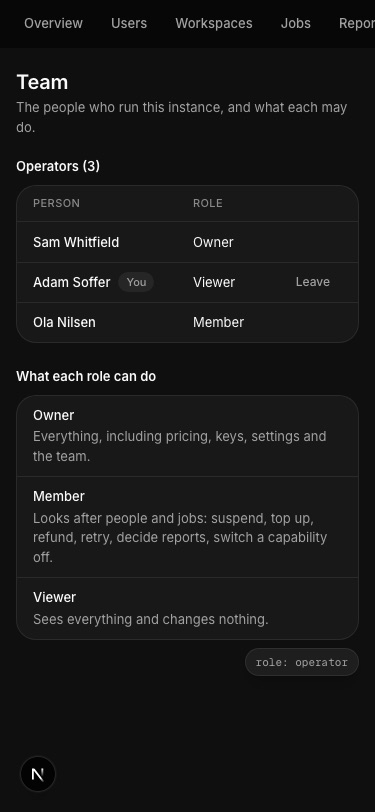 Overview Users Workspaces Jobs Repor
Team
The people who run this instance, and what each may
do.
Operators (3)
PERSON ROLE
Sam Whitfield Owner
Adam Soffer You Viewer Leave
Ola Nilsen Member
What each role can do
Owner
Everything, including pricing, keys, settings and
the team.
Member
Looks after people and jobs: suspend, top up,
refund, retry, decide reports, switch a capability
off.
Viewer
Sees everything and changes nothing.
role: operator
N